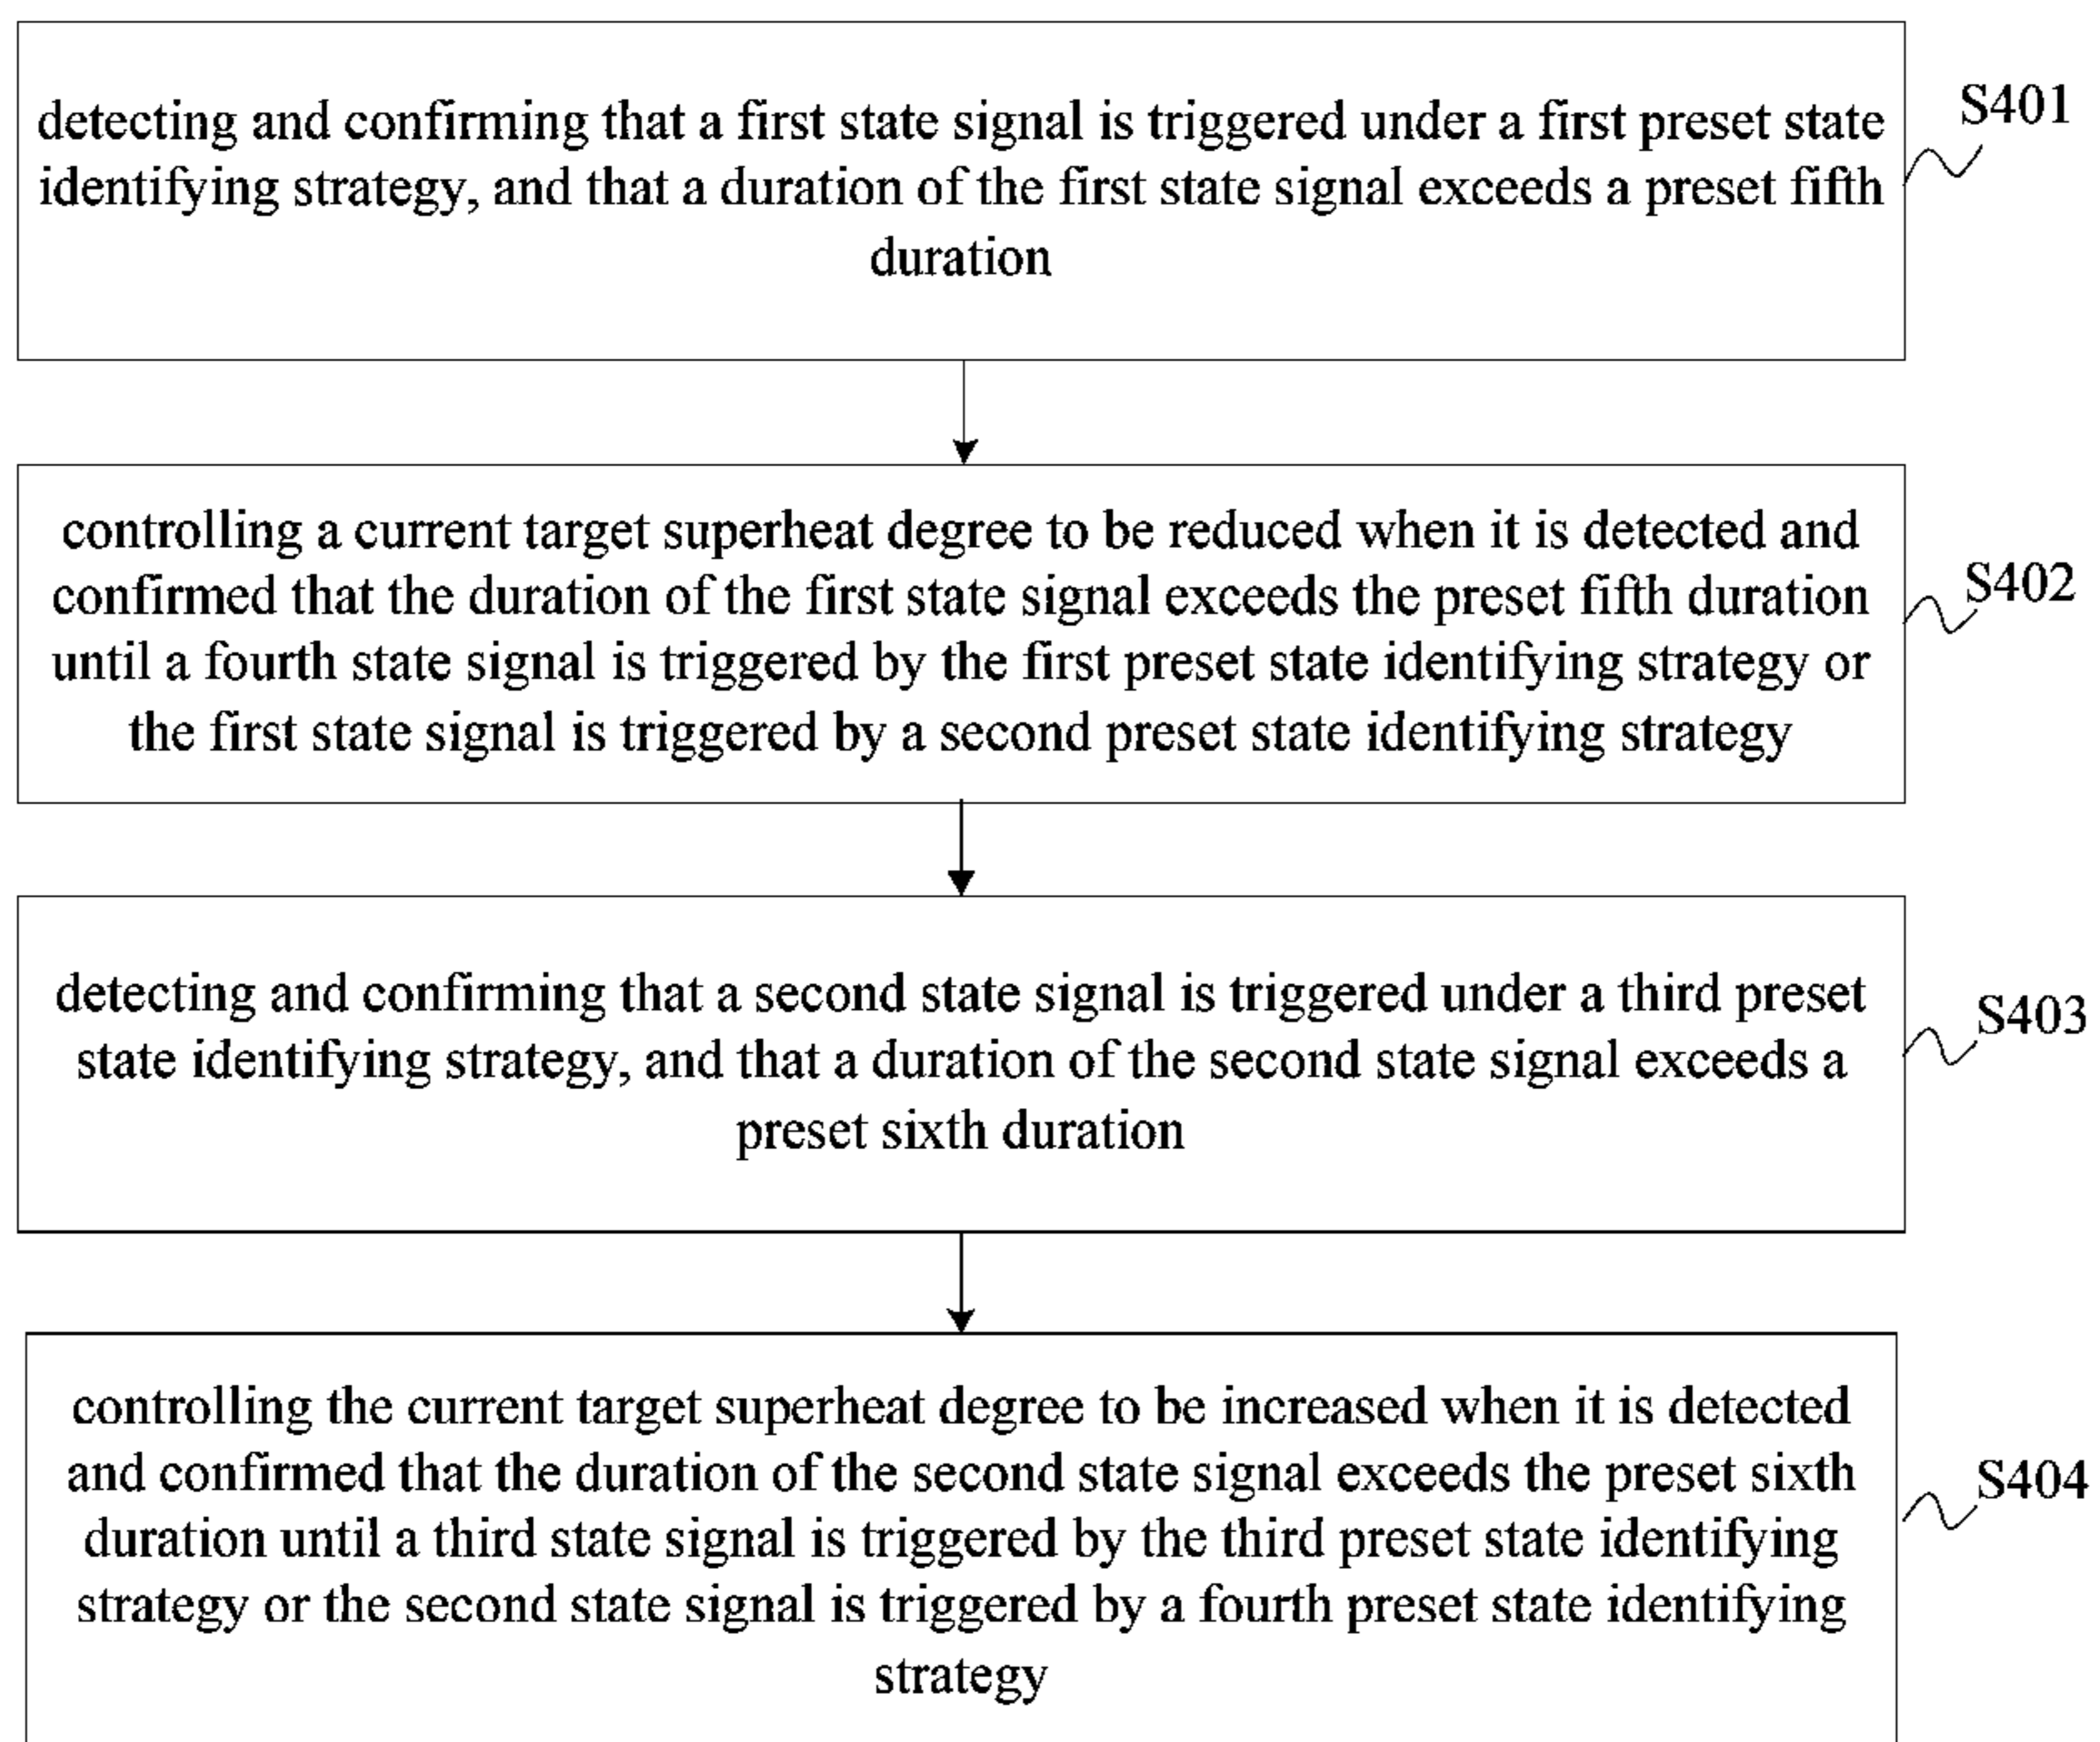 detecting and confirming that a first state signal is triggered under a first preset state
identifying strategy, and that a duration of the first state signal exceeds a preset fifth
duration
S401
controlling a current target superheat degree to be reduced when it is detected and
confirmed that the duration of the first state signal exceeds the preset fifth duration
until a fourth state signal is triggered by the first preset state identifying strategy or
the first state signal is triggered by a second preset state identifying strategy
S402
detecting and confirming that a second state signal is triggered under a third preset
state identifying strategy, and that a duration of the second state signal exceeds a
preset sixth duration
S403
controlling the current target superheat degree to be increased when it is detected
and confirmed that the duration of the second state signal exceeds the preset sixth
duration until a third state signal is triggered by the third preset state identifying
strategy or the second state signal is triggered by a fourth preset state identifying
strategy
S404